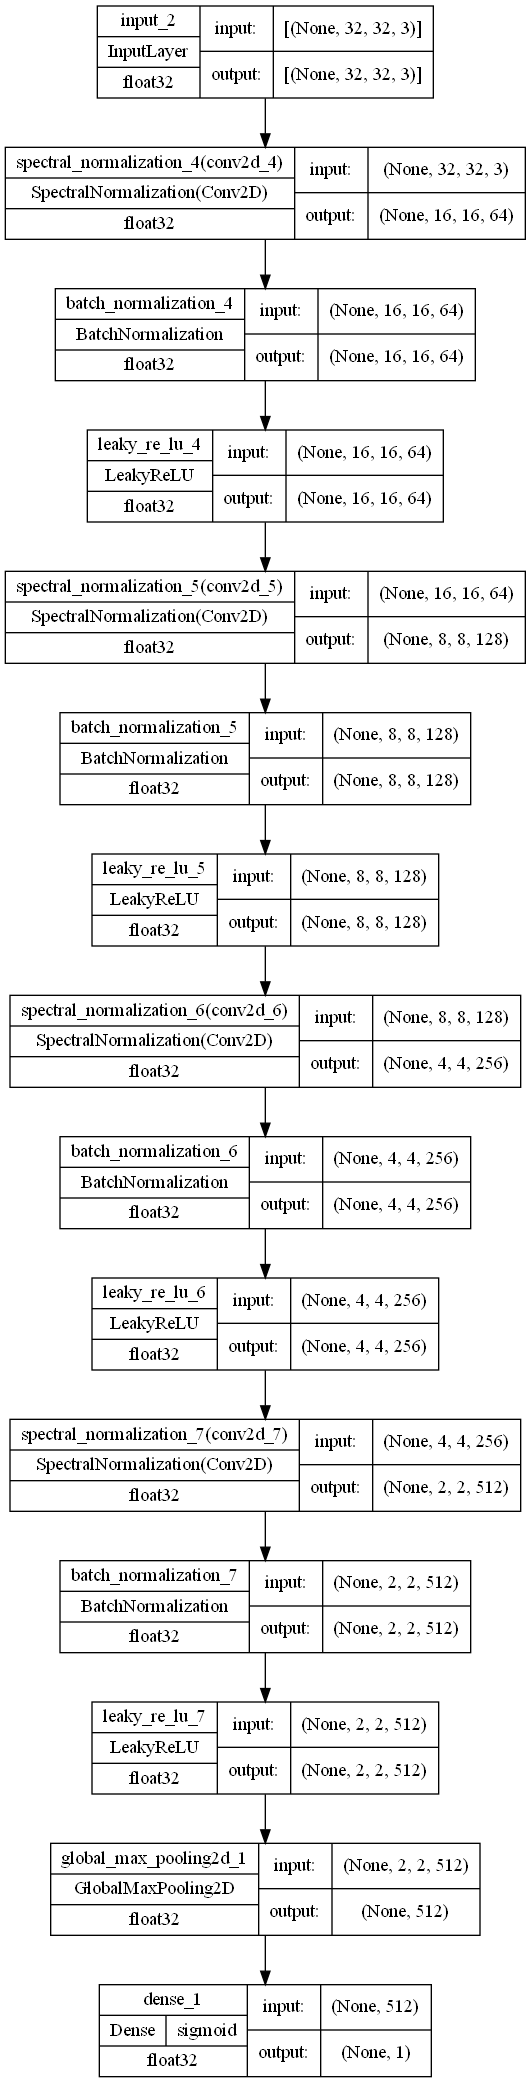 input_2
InputLayer
float32
input:
[(None, 32, 32, 3)]
output:
[(None, 32, 32, 3)]
spectral_normalization_4(conv2d_4)
SpectralNormalization(Conv2D)
float32
input:
(None, 32, 32, 3)
output:
(None, 16, 16, 64)
batch_normalization_4
BatchNormalization
float32
input:
(None, 16, 16, 64)
output:
(None, 16, 16, 64)
leaky_re_lu_4
LeakyReLU
float32
input:
(None, 16, 16, 64)
output:
(None, 16, 16, 64)
spectral_normalization_5(conv2d_5)
SpectralNormalization(Conv2D)
float32
input:
(None, 16, 16, 64)
output:
(None, 8, 8, 128)
batch_normalization_5
BatchNormalization
float32
input:
(None, 8, 8, 128)
output:
(None, 8, 8, 128)
leaky_re_lu_5
LeakyReLU
float32
input:
(None, 8, 8, 128)
output:
(None, 8, 8, 128)
spectral_normalization_6(conv2d_6)
SpectralNormalization(Conv2D)
float32
input:
(None, 8, 8, 128)
output:
(None, 4, 4, 256)
batch_normalization_6
BatchNormalization
float32
input:
(None, 4, 4, 256)
output:
(None, 4, 4, 256)
leaky_re_lu_6
LeakyReLU
float32
input:
(None, 4, 4, 256)
output:
(None, 4, 4, 256)
spectral_normalization_7(conv2d_7)
SpectralNormalization(Conv2D)
float32
input:
(None, 4, 4, 256)
output:
(None, 2, 2, 512)
batch_normalization_7
BatchNormalization
float32
input:
(None, 2, 2, 512)
output:
(None, 2, 2, 512)
leaky_re_lu_7
LeakyReLU
float32
input:
(None, 2, 2, 512)
output:
(None, 2, 2, 512)
global_max_pooling2d_1
GlobalMaxPooling2D
float32
input:
(None, 2, 2, 512)
output:
(None, 512)
dense_1
Dense sigmoid
float32
input:
(None, 512)
output:
(None, 1)